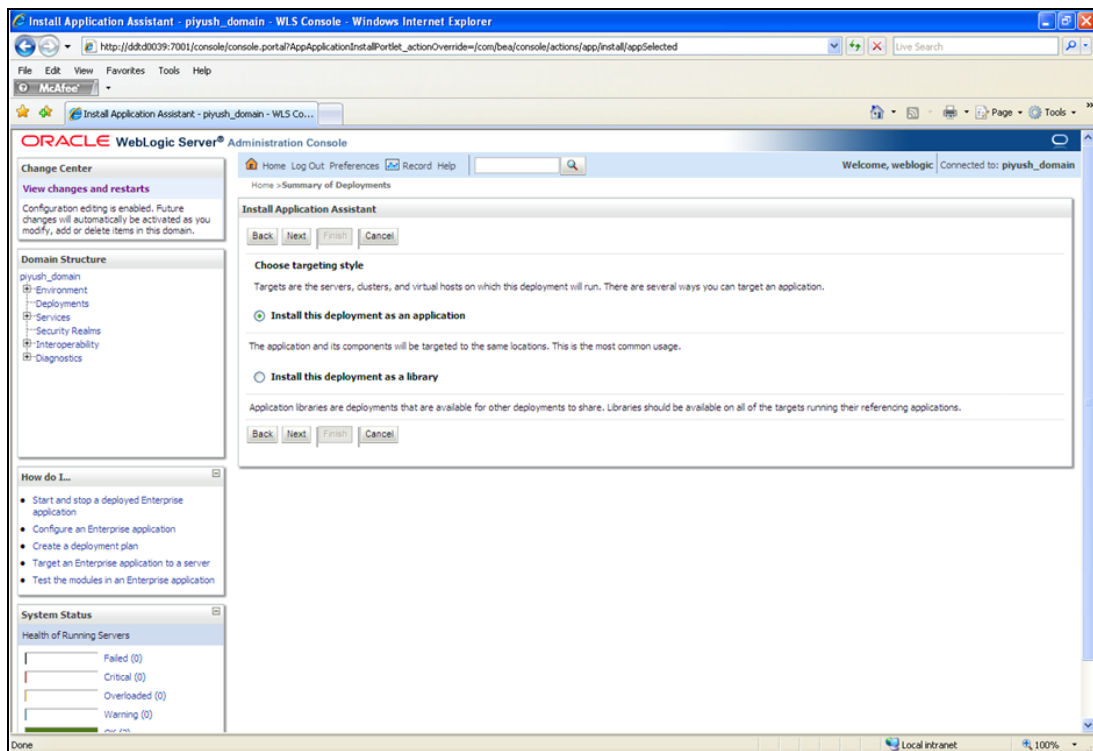 Install Application Assistant - piyush_domain - WLS Console - Windows Internet Explorer
http://ddtd0039:7001/console/console.portal?AppApplicationInstallPortlet_actionOverride=/com/bea/console/actions/app/install/appSelected
Live Search
File Edit View Favorites Tools Help
McAfee
Install Application Assistant - piyush_domain - WLS Co...
Page Tools
ORACLE WebLogic Server® Administration Console
Change Center
View changes and restarts
Configuration editing is enabled. Future
changes will automatically be activated as you
modify, add or delete items in this domain.
Domain Structure
piyush_domain
Environment
Deployments
Services
Security Realms
Interoperability
Diagnostics
How do I...
Start and stop a deployed Enterprise
application
Configure an Enterprise application
Create a deployment plan
Target an Enterprise application to a server
Test the modules in an Enterprise application
System Status
Health of Running Servers
Failed (0)
Critical (0)
Overloaded (0)
Warning (0)
Home Log Out Preferences Record Help
Welcome, weblogic Connected to: piyush_domain
Home >Summary of Deployments
Install Application Assistant
Back Next Finish Cancel
Choose targeting style
Targets are the servers, clusters, and virtual hosts on which this deployment will run. There are several ways you can target an application.
Install this deployment as an application
The application and its components will be targeted to the same locations. This is the most common usage.
Install this deployment as a library
Application libraries are deployments that are available for other deployments to share. Libraries should be available on all of the targets running their referencing applications.
Back Next Finish Cancel
Done
Local intranet
100%